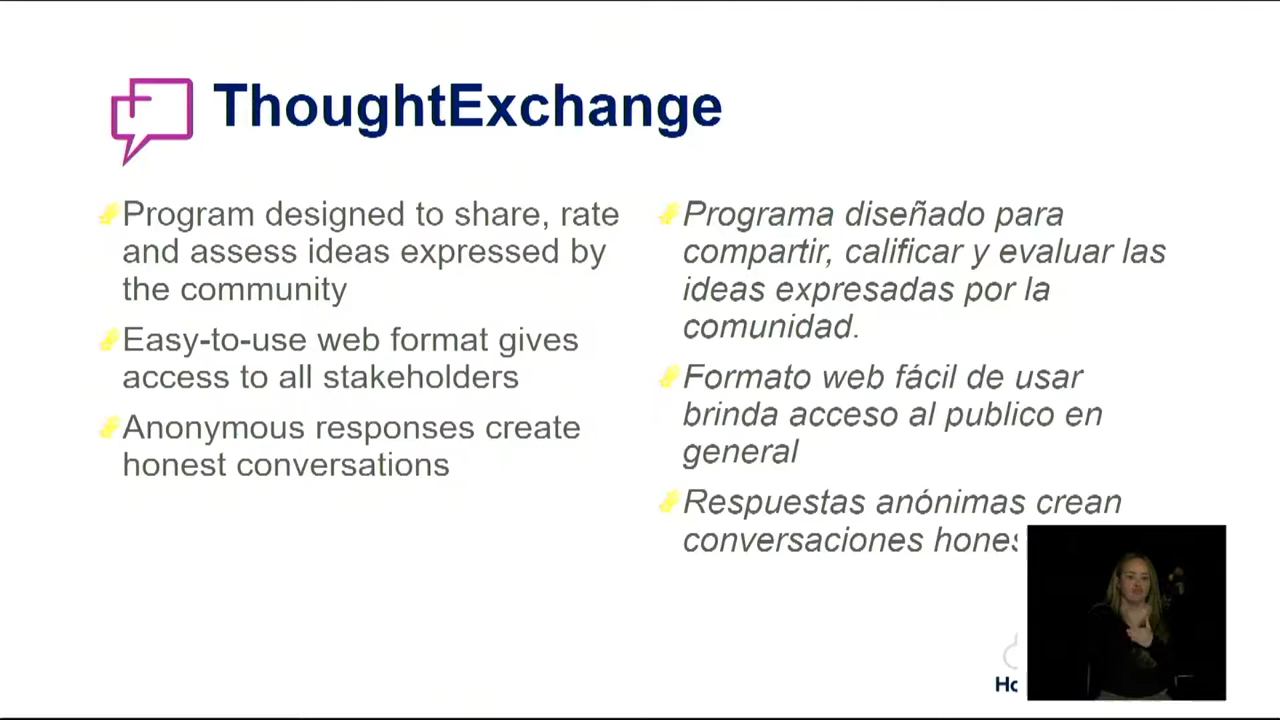 ThoughtExchange
Program designed to share, rate
and assess ideas expressed by
the community
Easy-to-use web format gives
access to all stakeholders
Anonymous responses create
honest conversations
Programa diseñado para
compartir, calificar y evaluar las
ideas expresadas por la
comunidad.
Formato web fácil de usar
brinda acceso al publico en
general
Respuestas anónimas crean
conversaciones